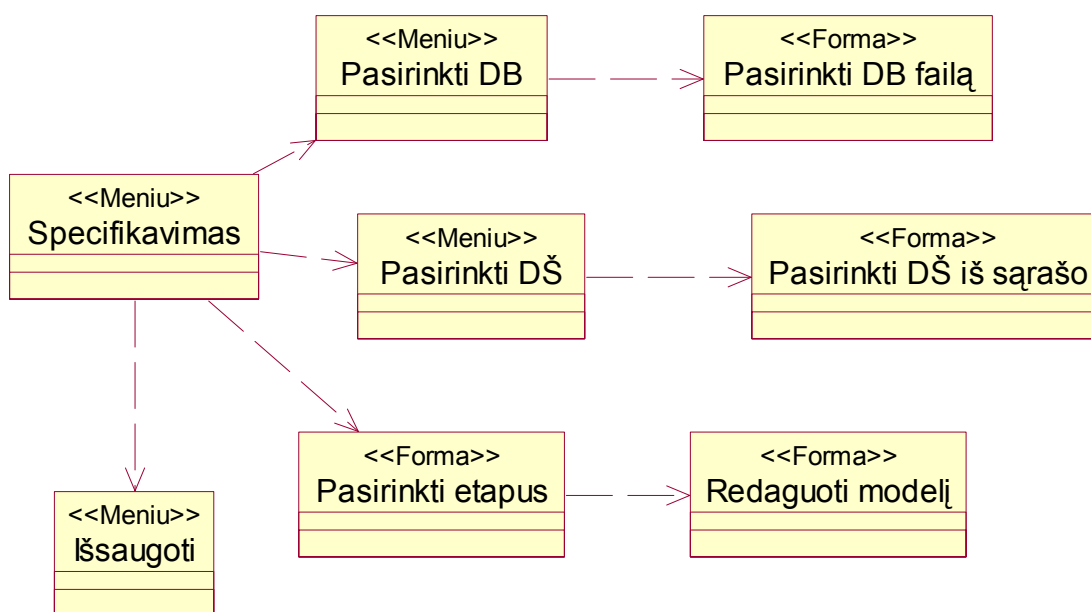 <<Meniu>>
Pasirinkti DB
<<Forma>>
Pasirinkti DB failą
<<Meniu>>
Specifikavimas
<<Meniu>>
Pasirinkti DŠ
<<Forma>>
Pasirinkti DŠ iš sąrašo
<<Forma>>
Pasirinkti etapus
<<Forma>>
Redaguoti modelį
<<Meniu>>
Išsaugoti